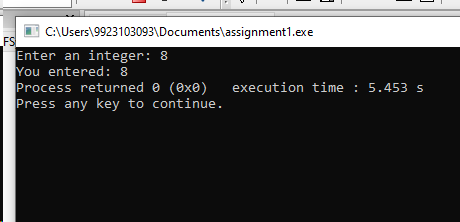 C:\Users\9923103093\Documents\assignment1.exe
FS
Enter an integer: 8
You entered: 8
Process returned 0 (0x0)   execution time : 5.453 s
Press any key to continue.